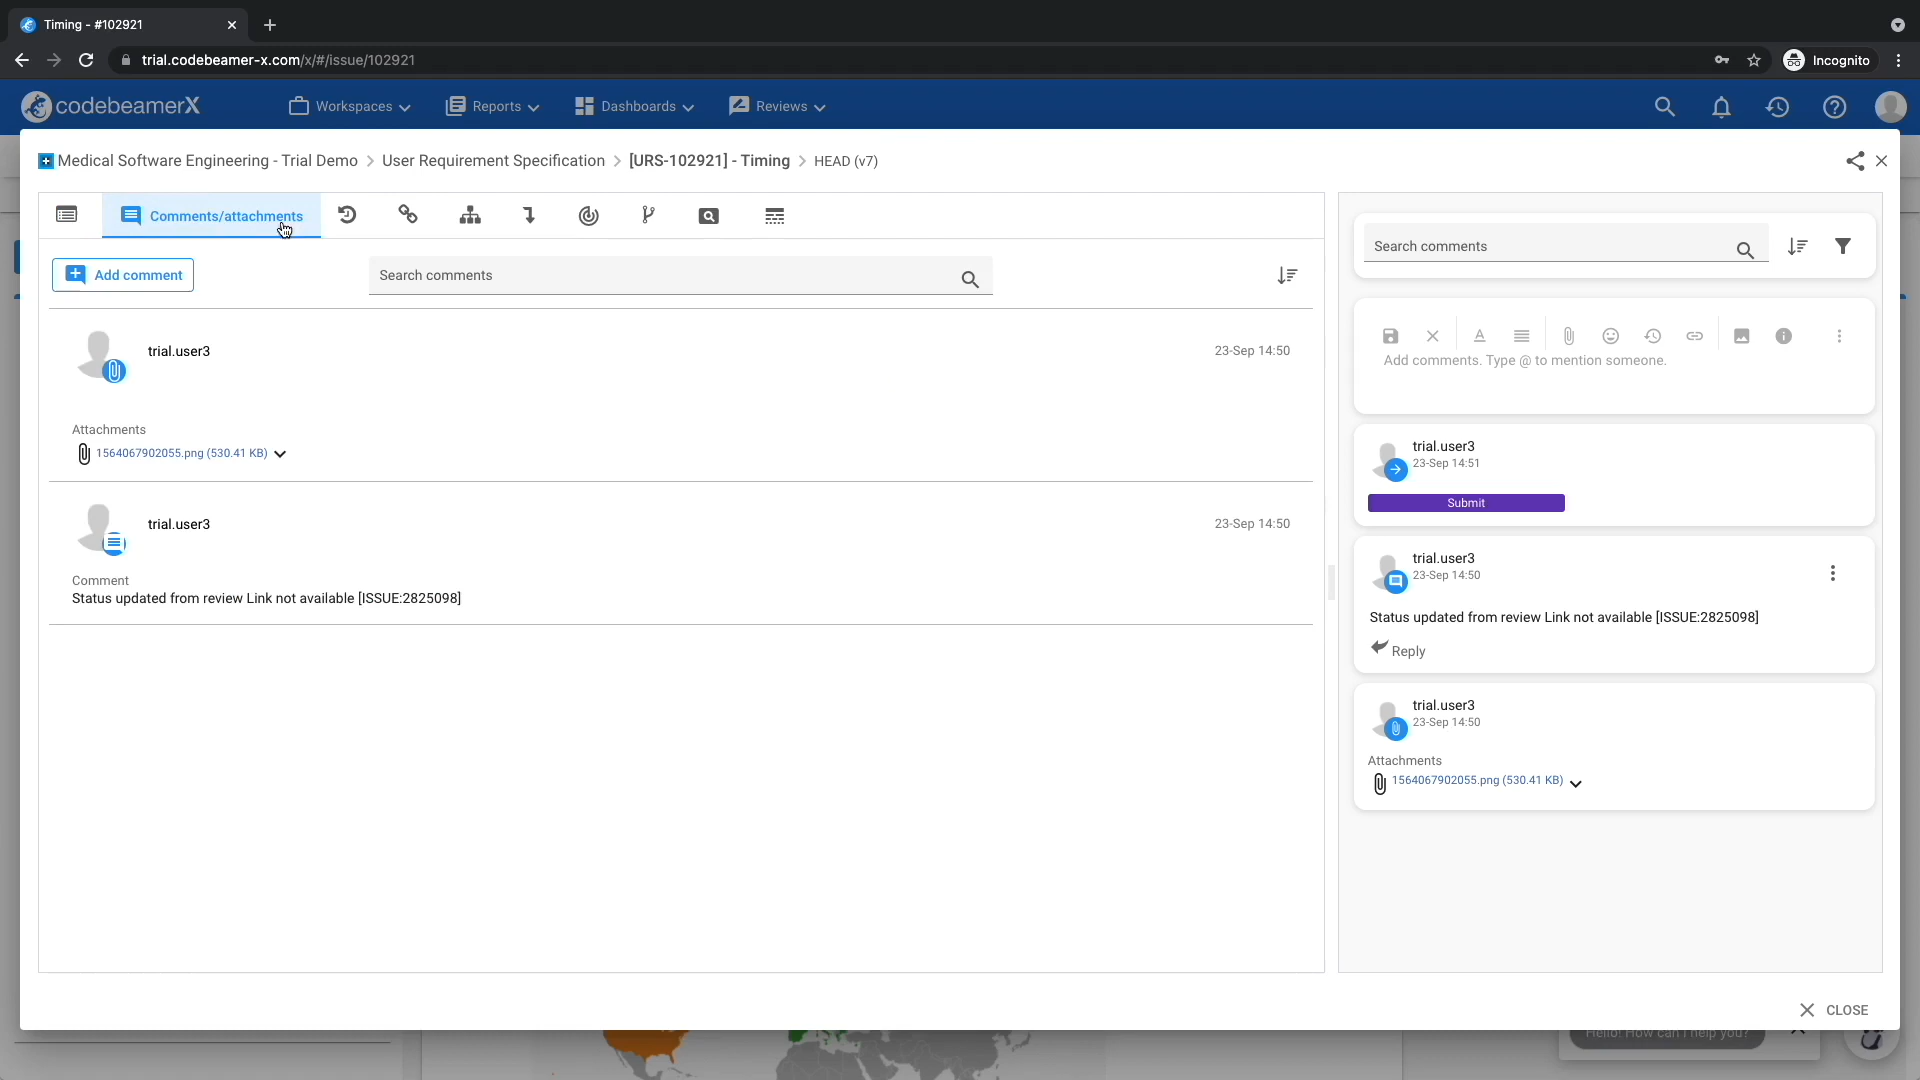 Timing - #102921
trial.codebeamer-x.com/x/#/issue/102921
Incognito
codebeamerX
Workspaces
Reports
Dashboards
Reviews
Medical Software Engineering - Trial Demo > User Requirement Specification > [URS-102921] - Timing > HEAD (v7)
Comments/attachments
Add comment
Search comments
trial.user3
23-Sep 14:50
Attachments
1564067902055.png (530.41 KB)
trial.user3
23-Sep 14:50
Comment
Status updated from review Link not available [ISSUE:2825098]
Search comments
Add comments. Type @ to mention someone.
trial.user3
23-Sep 14:51
Submit
trial.user3
23-Sep 14:50
Status updated from review Link not available [ISSUE:2825098]
Reply
trial.user3
23-Sep 14:50
Attachments
1564067902055.png (530.41 KB)
CLOSE
Hello! How can I help you?